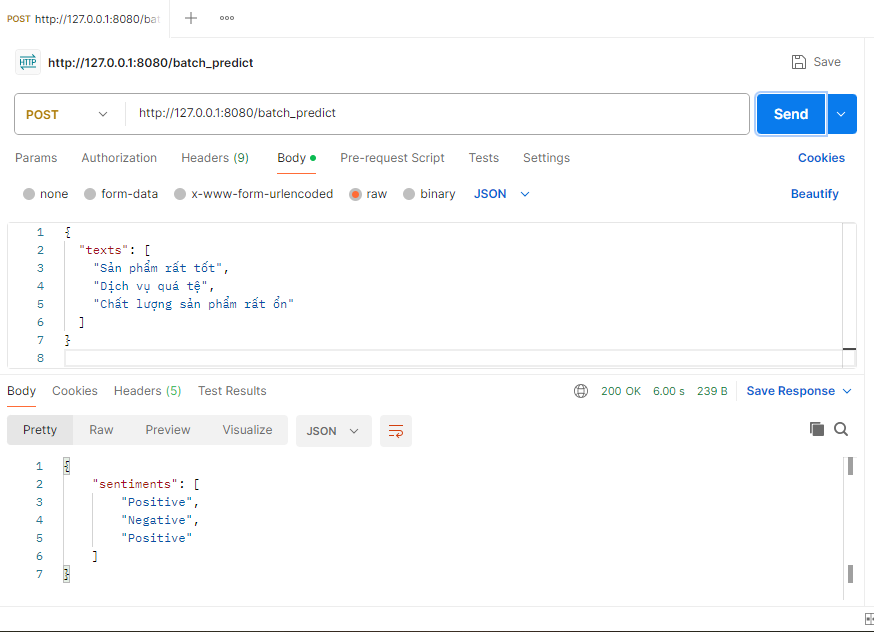 POST http://127.0.0.1:8080/bat
HTTP http://127.0.0.1:8080/batch_predict Save
POST http://127.0.0.1:8080/batch_predict Send
Params Authorization Headers (9) Body Pre-request Script Tests Settings Cookies
none form-data x-www-form-urlencoded raw binary JSON Beautify
1 {
2 "texts": [
3 "Sản phẩm rất tốt",
4 "Dịch vụ quá tệ",
5 "Chất lượng sản phẩm rất ổn"
6 ]
7 }
8
Body Cookies Headers (5) Test Results 200 OK 6.00 s 239 B Save Response
Pretty Raw Preview Visualize JSON
1 {
2 "sentiments": [
3 "Positive",
4 "Negative",
5 "Positive"
6 ]
7 }